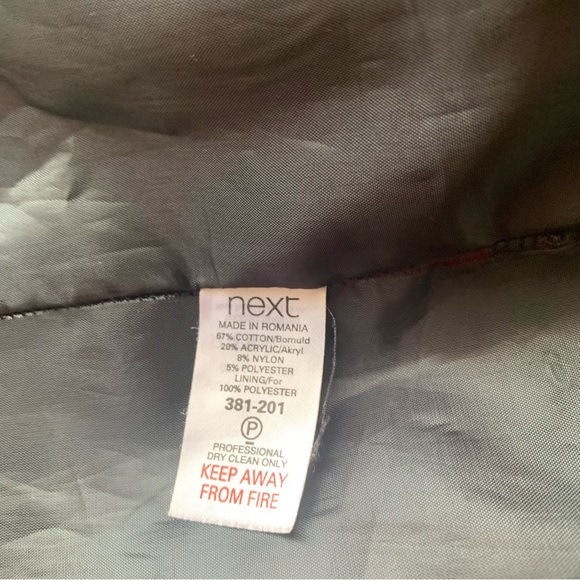 next
MADE IN ROMANIA
67% COTTON/Bomuld
20% ACRYLIC/Akryl
8% NYLON
5% POLYESTER
LINING/For
100% POLYESTER
381-201
P
PROFESSIONAL
DRY CLEAN ONLY
KEEP AWAY
FROM FIRE